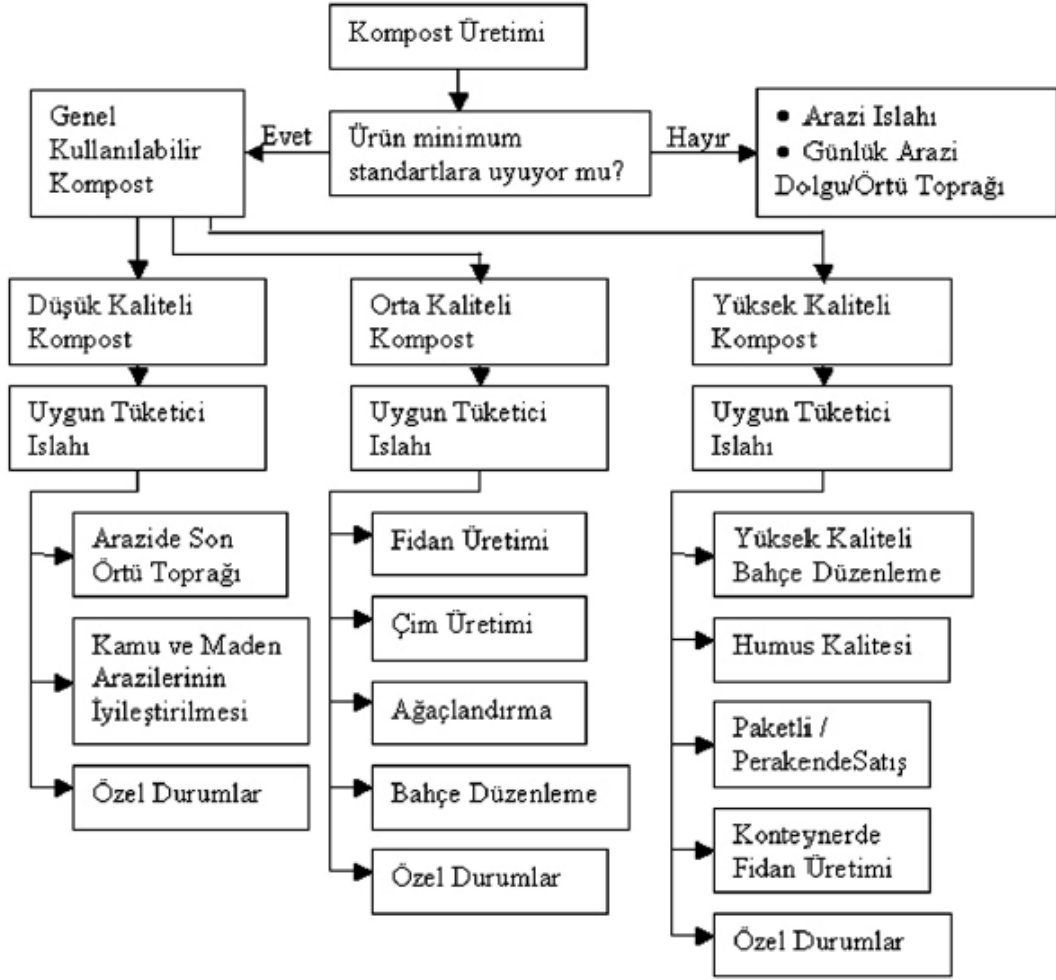 Kompost Üretimi
Genel
Kullanılabilir
Kompost
Evet
Ürün minimum
standartlara uyuyor mu?
Hayır
• Arazi Islahı
• Günlük Arazi
Dolgu/Örtü Toprağı
Düşük Kaliteli
Kompost
Orta Kaliteli
Kompost
Yüksek Kaliteli
Kompost
Uygun Tüketici
Islahı
Uygun Tüketici
Islahı
Uygun Tüketici
Islahı
Arazide Son
Örtü Toprağı
Kamu ve Maden
Arazilerinin
İyileştirilmesi
Özel Durumlar
Fidan Üretimi
Çim Üretimi
Ağaçlandırma
Bahçe Düzenleme
Özel Durumlar
Yüksek Kaliteli
Bahçe Düzenleme
Humus Kalitesi
Paketli /
PerakendeSatış
Konteynerde
Fidan Üretimi
Özel Durumlar